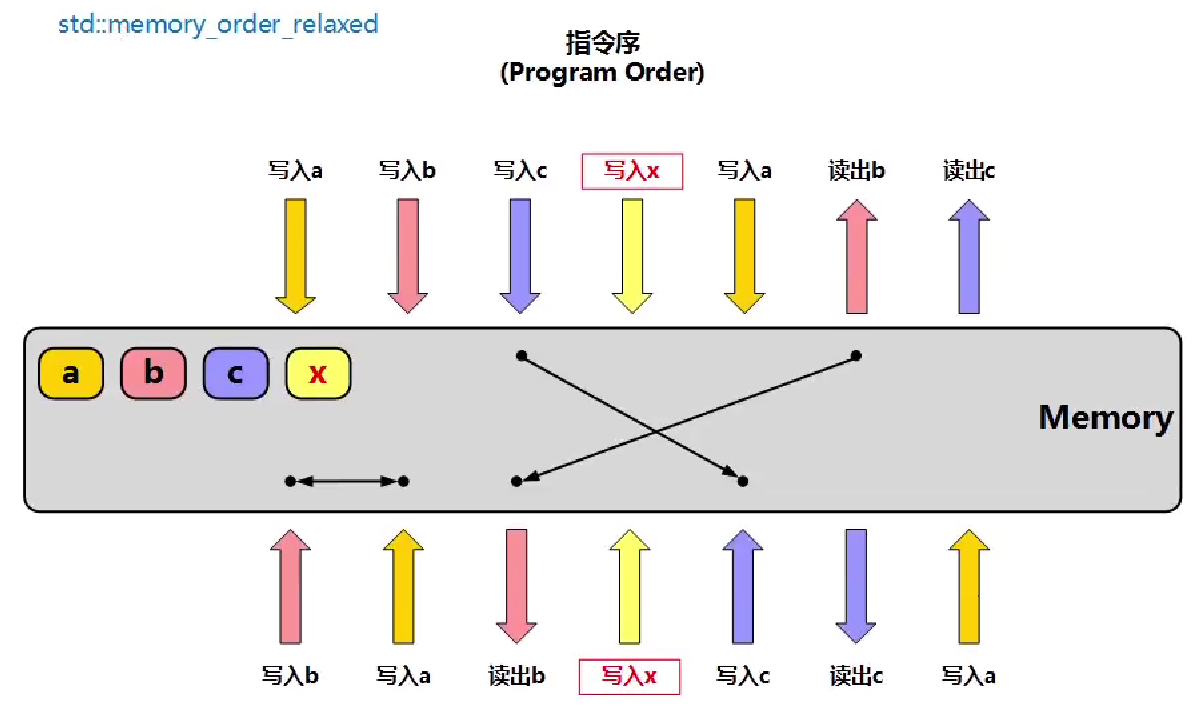 std::memory_order_relaxed
指令序
(Program Order)
写入a 写入b 写入c 写入x 写入a 读出b 读出c
a b c x
Memory
写入b 写入a 读出b 写入x 写入c 读出c 写入a